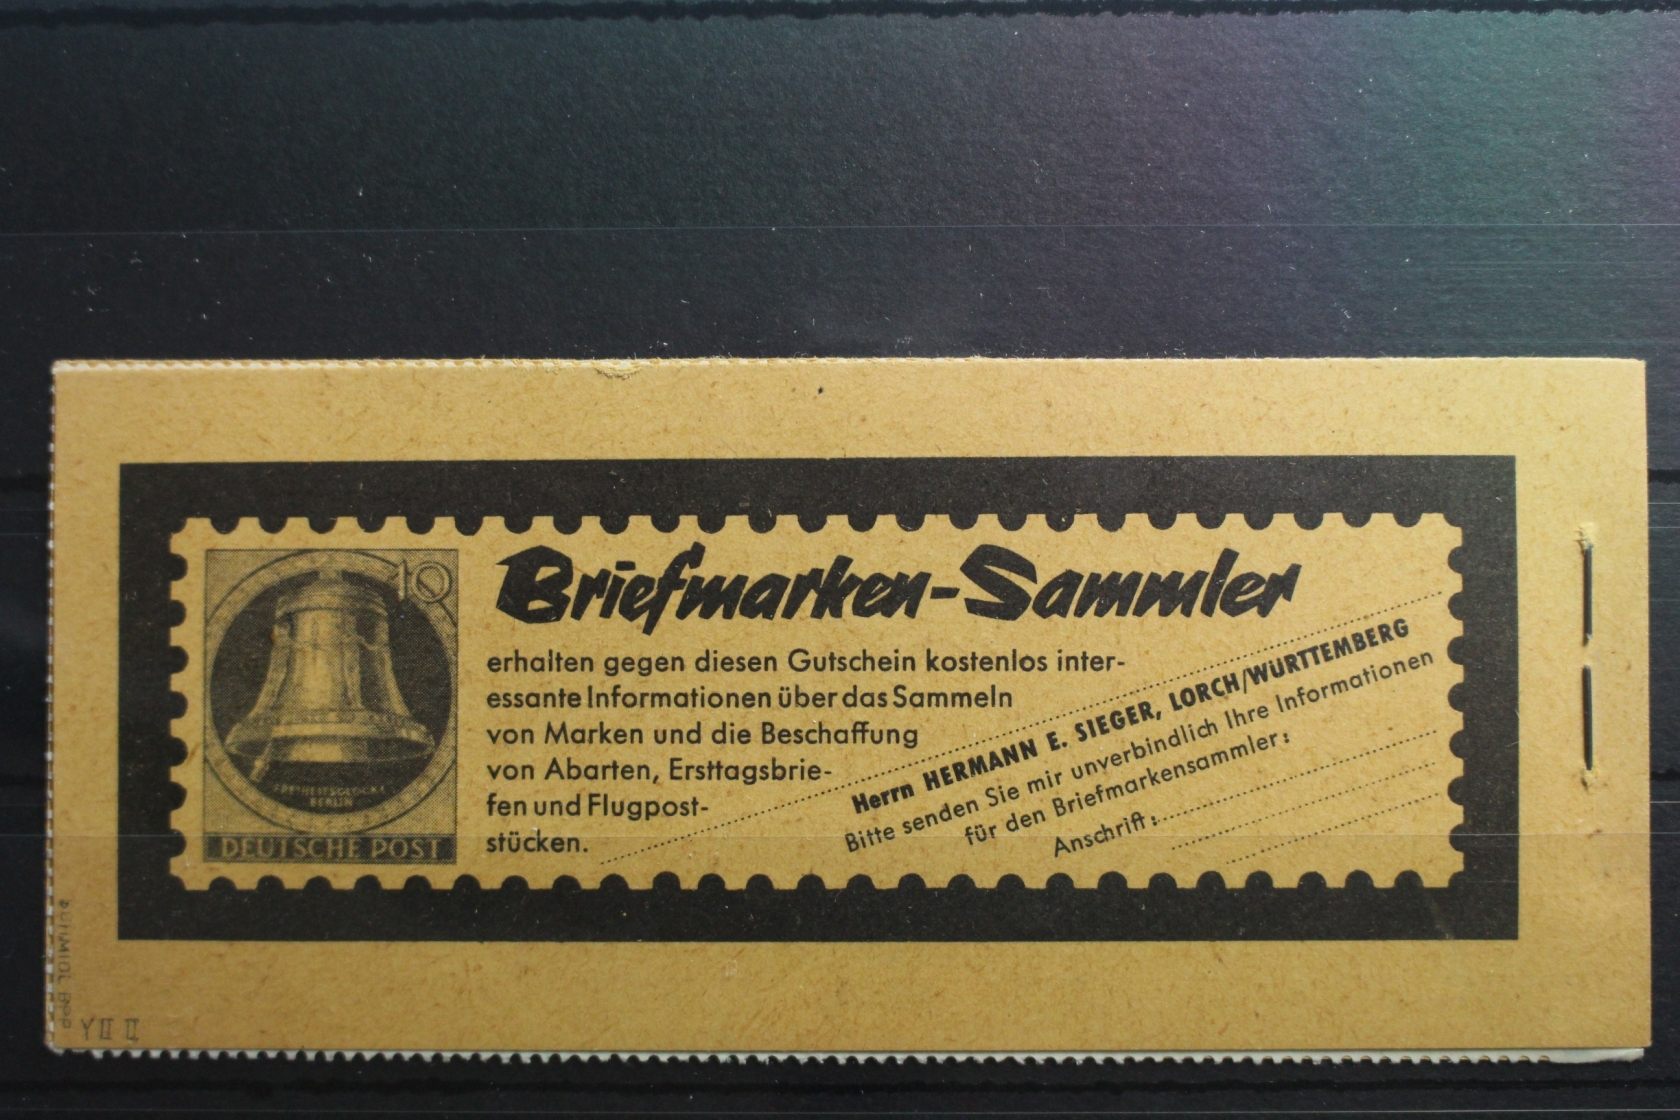 Briefmarken-Sammler
erhalten gegen diesen Gutschein kostenlos inter-
essante Informationen über das Sammeln
von Marken und die Beschaffung
von Abarten, Ersttagsbrie-
fen und Flugpost-
stücken.
Herrn HERMANN E. SIEGER, LORCH/WÜRTTEMBERG
Bitte senden Sie mir unverbindlich Ihre Informationen
für den Briefmarkensammler:
Anschrift:
10
FREIHEITSGLOCKE
BERLIN
DEUTSCHE POST